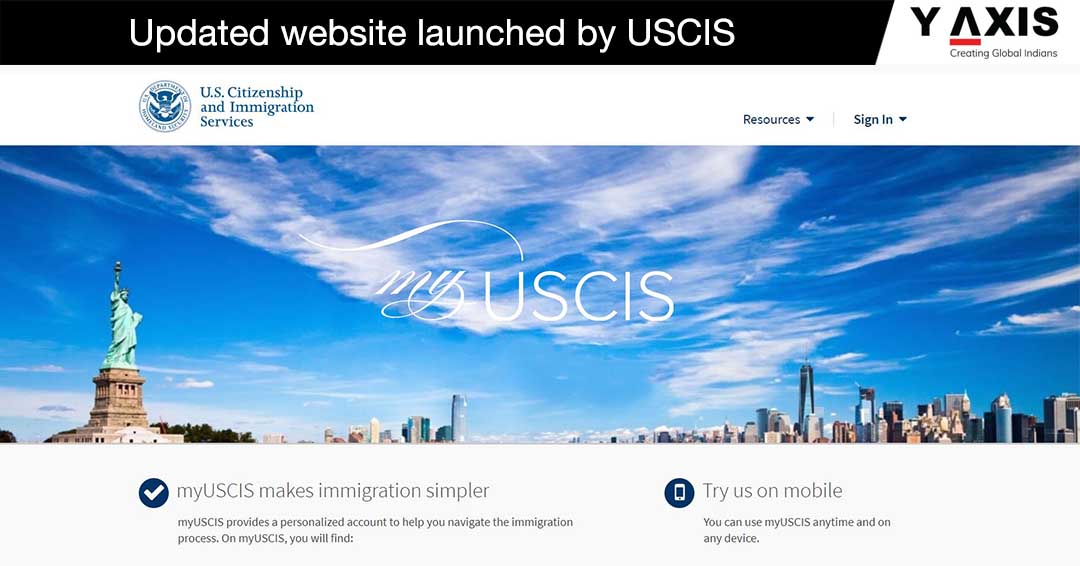 Updated website launched by USCIS
Y AXIS
Creating Global Indians
U.S. Citizenship
and Immigration
Services
Resources
Sign In
my USCIS
myUSCIS makes immigration simpler
myUSCIS provides a personalized account to help you navigate the immigration
process. On myUSCIS, you will find:
Try us on mobile
You can use myUSCIS anytime and on
any device.